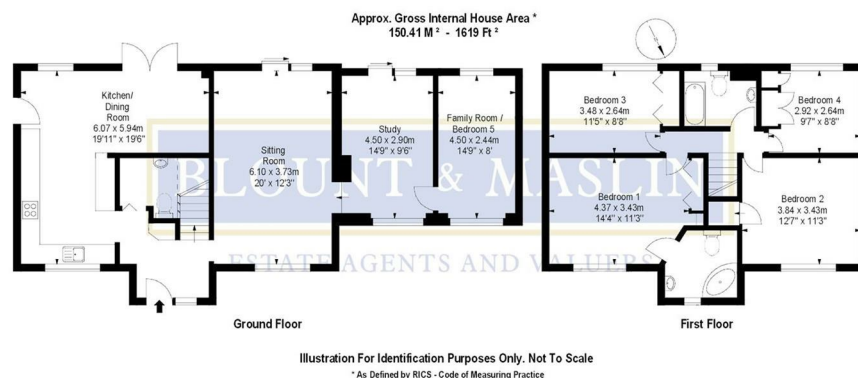 Approx. Gross Internal House Area *
150.41 M ² - 1619 Ft ²
Kitchen/
Dining
Room
6.07 x 5.94m
19'11" x 19'6"
Sitting
Room
6.10 x 3.73m
20' x 12'3"
Study
4.50 x 2.90m
14'9" x 9'6"
Family Room /
Bedroom 5
4.50 x 2.44m
14'9" x 8'
Bedroom 3
3.48 x 2.64m
11'5" x 8'8"
Bedroom 4
2.92 x 2.64m
9'7" x 8'8"
Bedroom 1
4.37 x 3.43m
14'4" x 11'3"
Bedroom 2
3.84 x 3.43m
12'7" x 11'3"
BLOUNT & MASLIN
ESTATE AGENTS AND VALUERS
Ground Floor
First Floor
Illustration For Identification Purposes Only. Not To Scale
* As Defined by RICS - Code of Measuring Practice